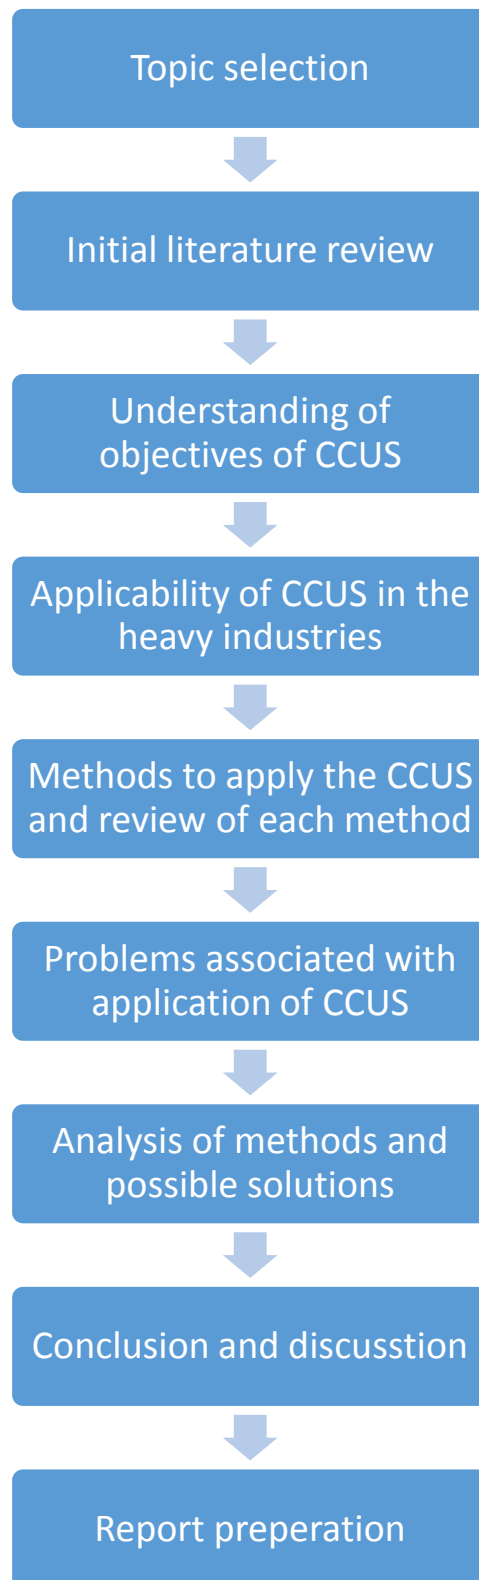 Topic selection
Initial literature review
Understanding of
objectives of CCUS
Applicability of CCUS in the
heavy industries
Methods to apply the CCUS
and review of each method
Problems associated with
application of CCUS
Analysis of methods and
possible solutions
Conclusion and discusstion
Report preperation